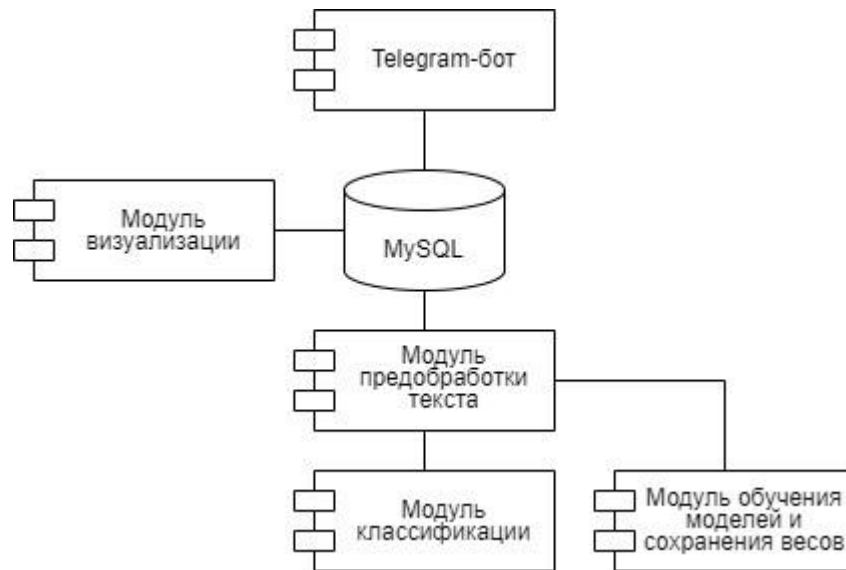 Telegram-бот
Модуль
визуализации
MySQL
Модуль
предобработки
текста
Модуль
классификации
Модуль обучения
моделей и
сохранения весов